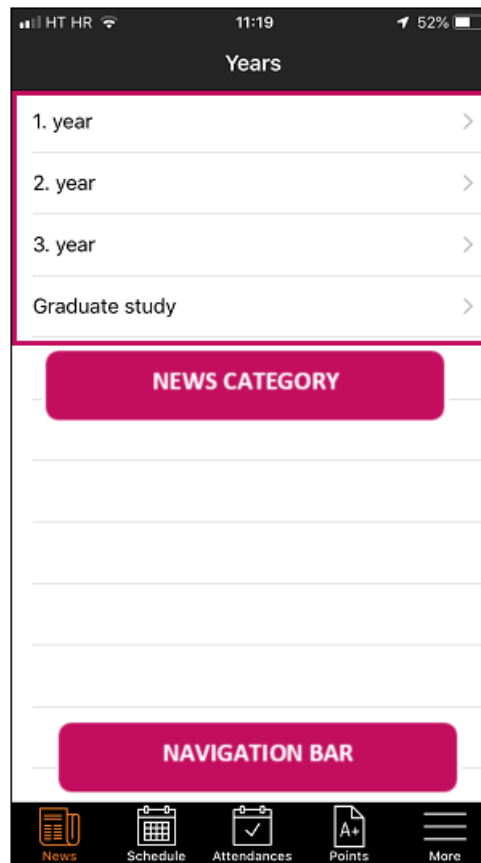 HT HR 11:19 52%
Years
1. year
2. year
3. year
Graduate study
NEWS CATEGORY
NAVIGATION BAR
A+
News Schedule Attendances Points More